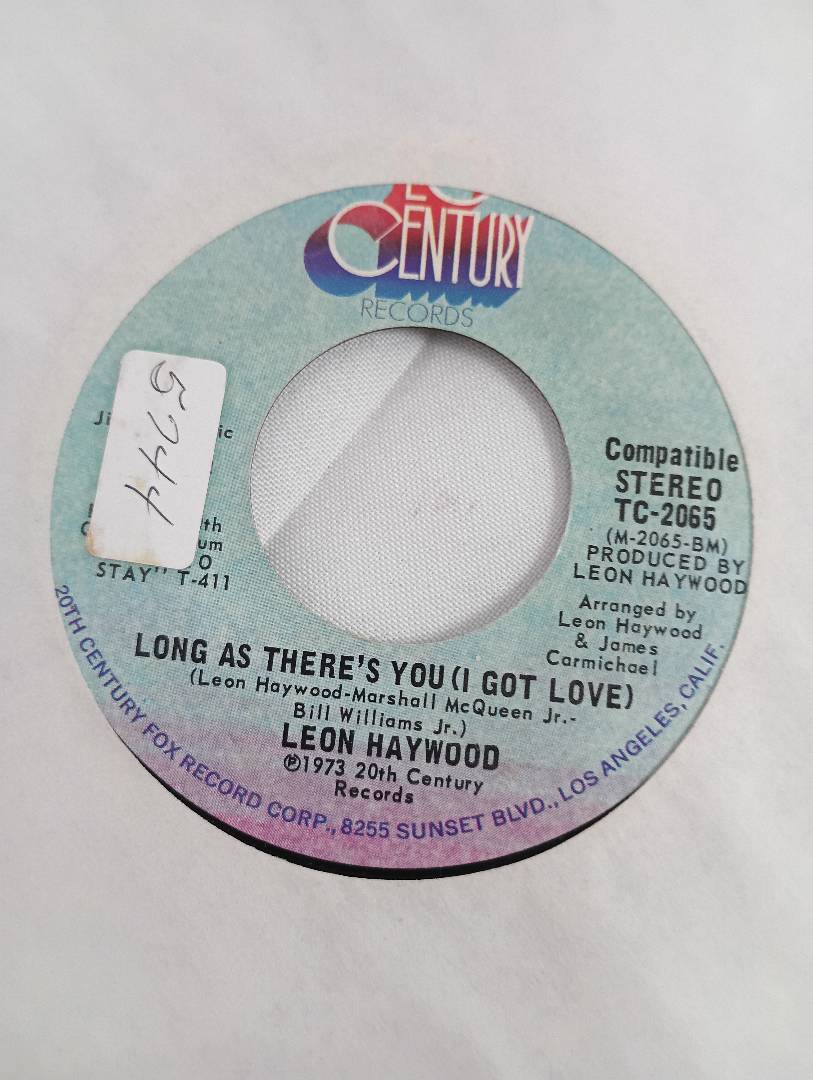 CENTURY
RECORDS
5744
th
um
O
STAY" T-411
Compatible
STEREO
TC-2065
(M-2065-BM)
PRODUCED BY
LEON HAYWOOD
Arranged by
Leon Haywood
& James
Carmichael
LONG AS THERE'S YOU (I GOT LOVE)
(Leon Haywood-Marshall McQueen Jr.-
Bill Williams Jr.)
LEON HAYWOOD
℗1973 20th Century
Records
20TH CENTURY FOX RECORD CORP., 8255 SUNSET BLVD., LOS ANGELES, CALIF.